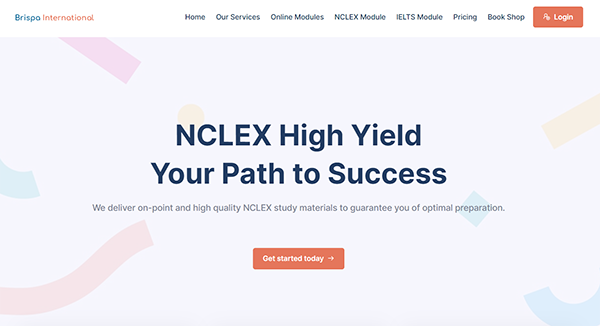 Brispa International
Home Our Services Online Modules NCLEX Module IELTS Module Pricing Book Shop Login
NCLEX High Yield
Your Path to Success
We deliver on-point and high quality NCLEX study materials to guarantee you of optimal preparation.
Get started today →